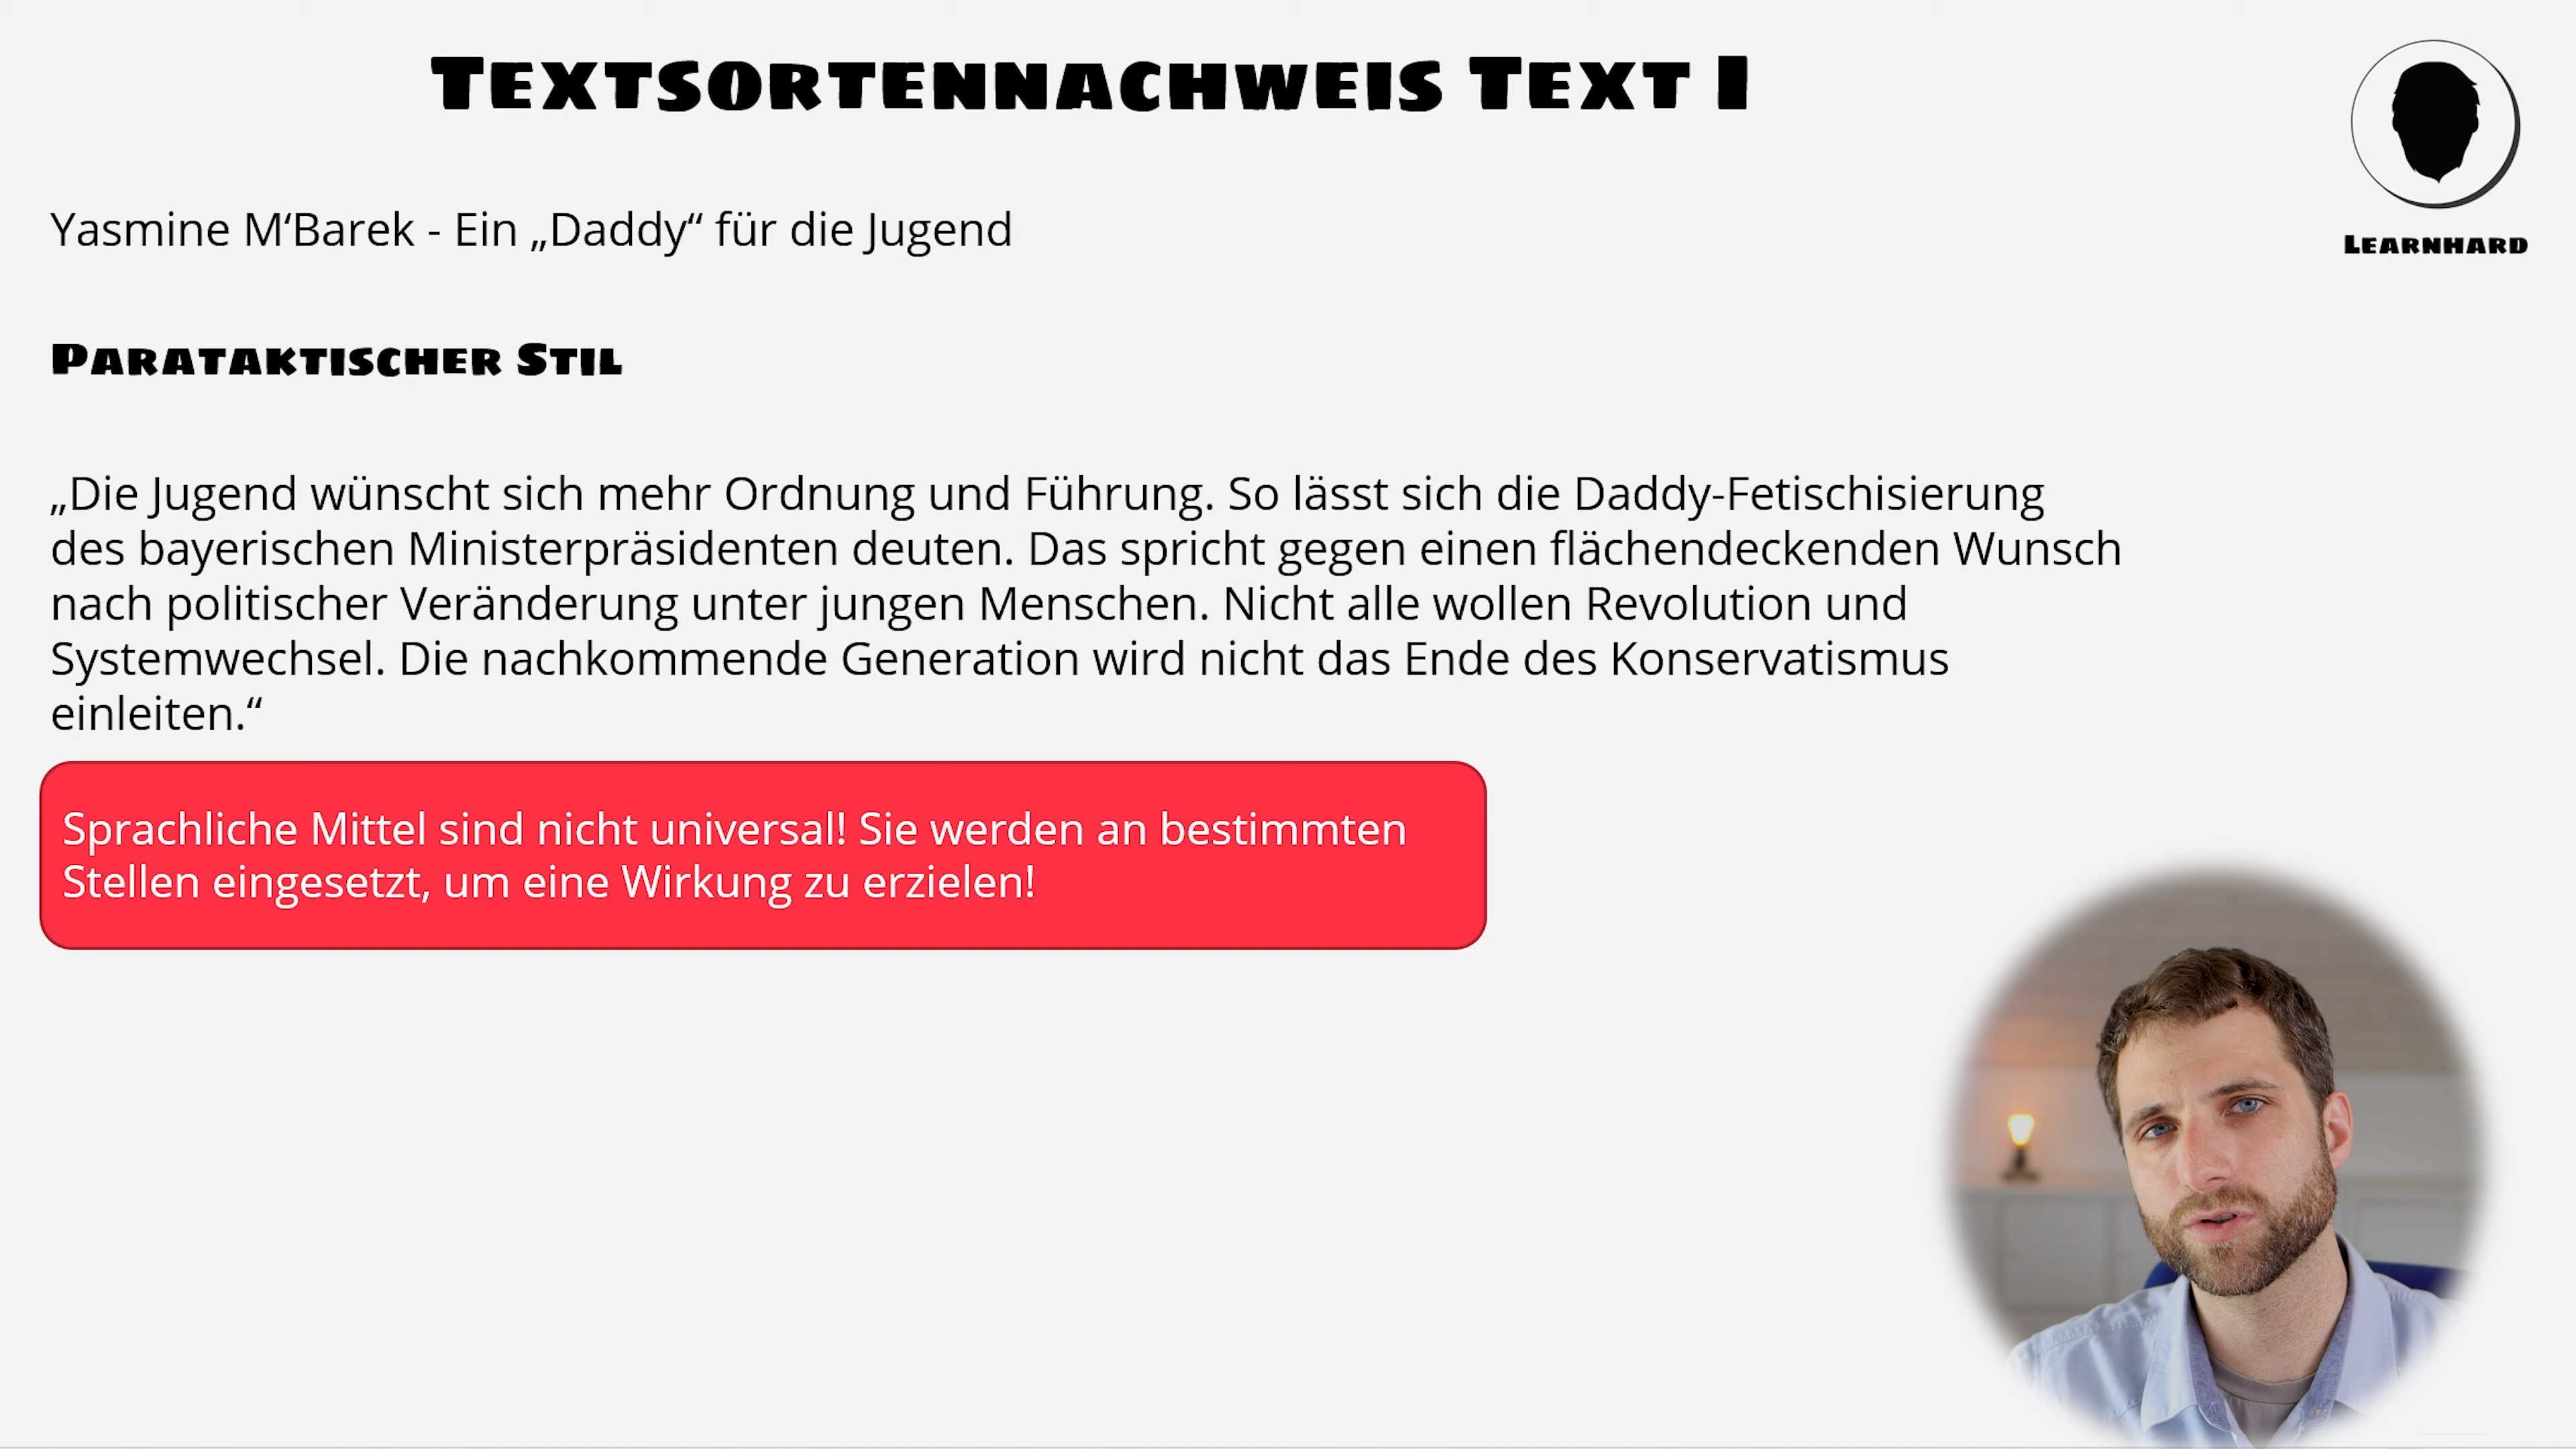 Textsortennachweis Text I
Learnhard
Yasmine M‘Barek - Ein „Daddy“ für die Jugend
Parataktischer Stil
„Die Jugend wünscht sich mehr Ordnung und Führung. So lässt sich die Daddy-Fetischisierung
des bayerischen Ministerpräsidenten deuten. Das spricht gegen einen flächendeckenden Wunsch
nach politischer Veränderung unter jungen Menschen. Nicht alle wollen Revolution und
Systemwechsel. Die nachkommende Generation wird nicht das Ende des Konservatismus
einleiten.“
Sprachliche Mittel sind nicht universal! Sie werden an bestimmten
Stellen eingesetzt, um eine Wirkung zu erzielen!